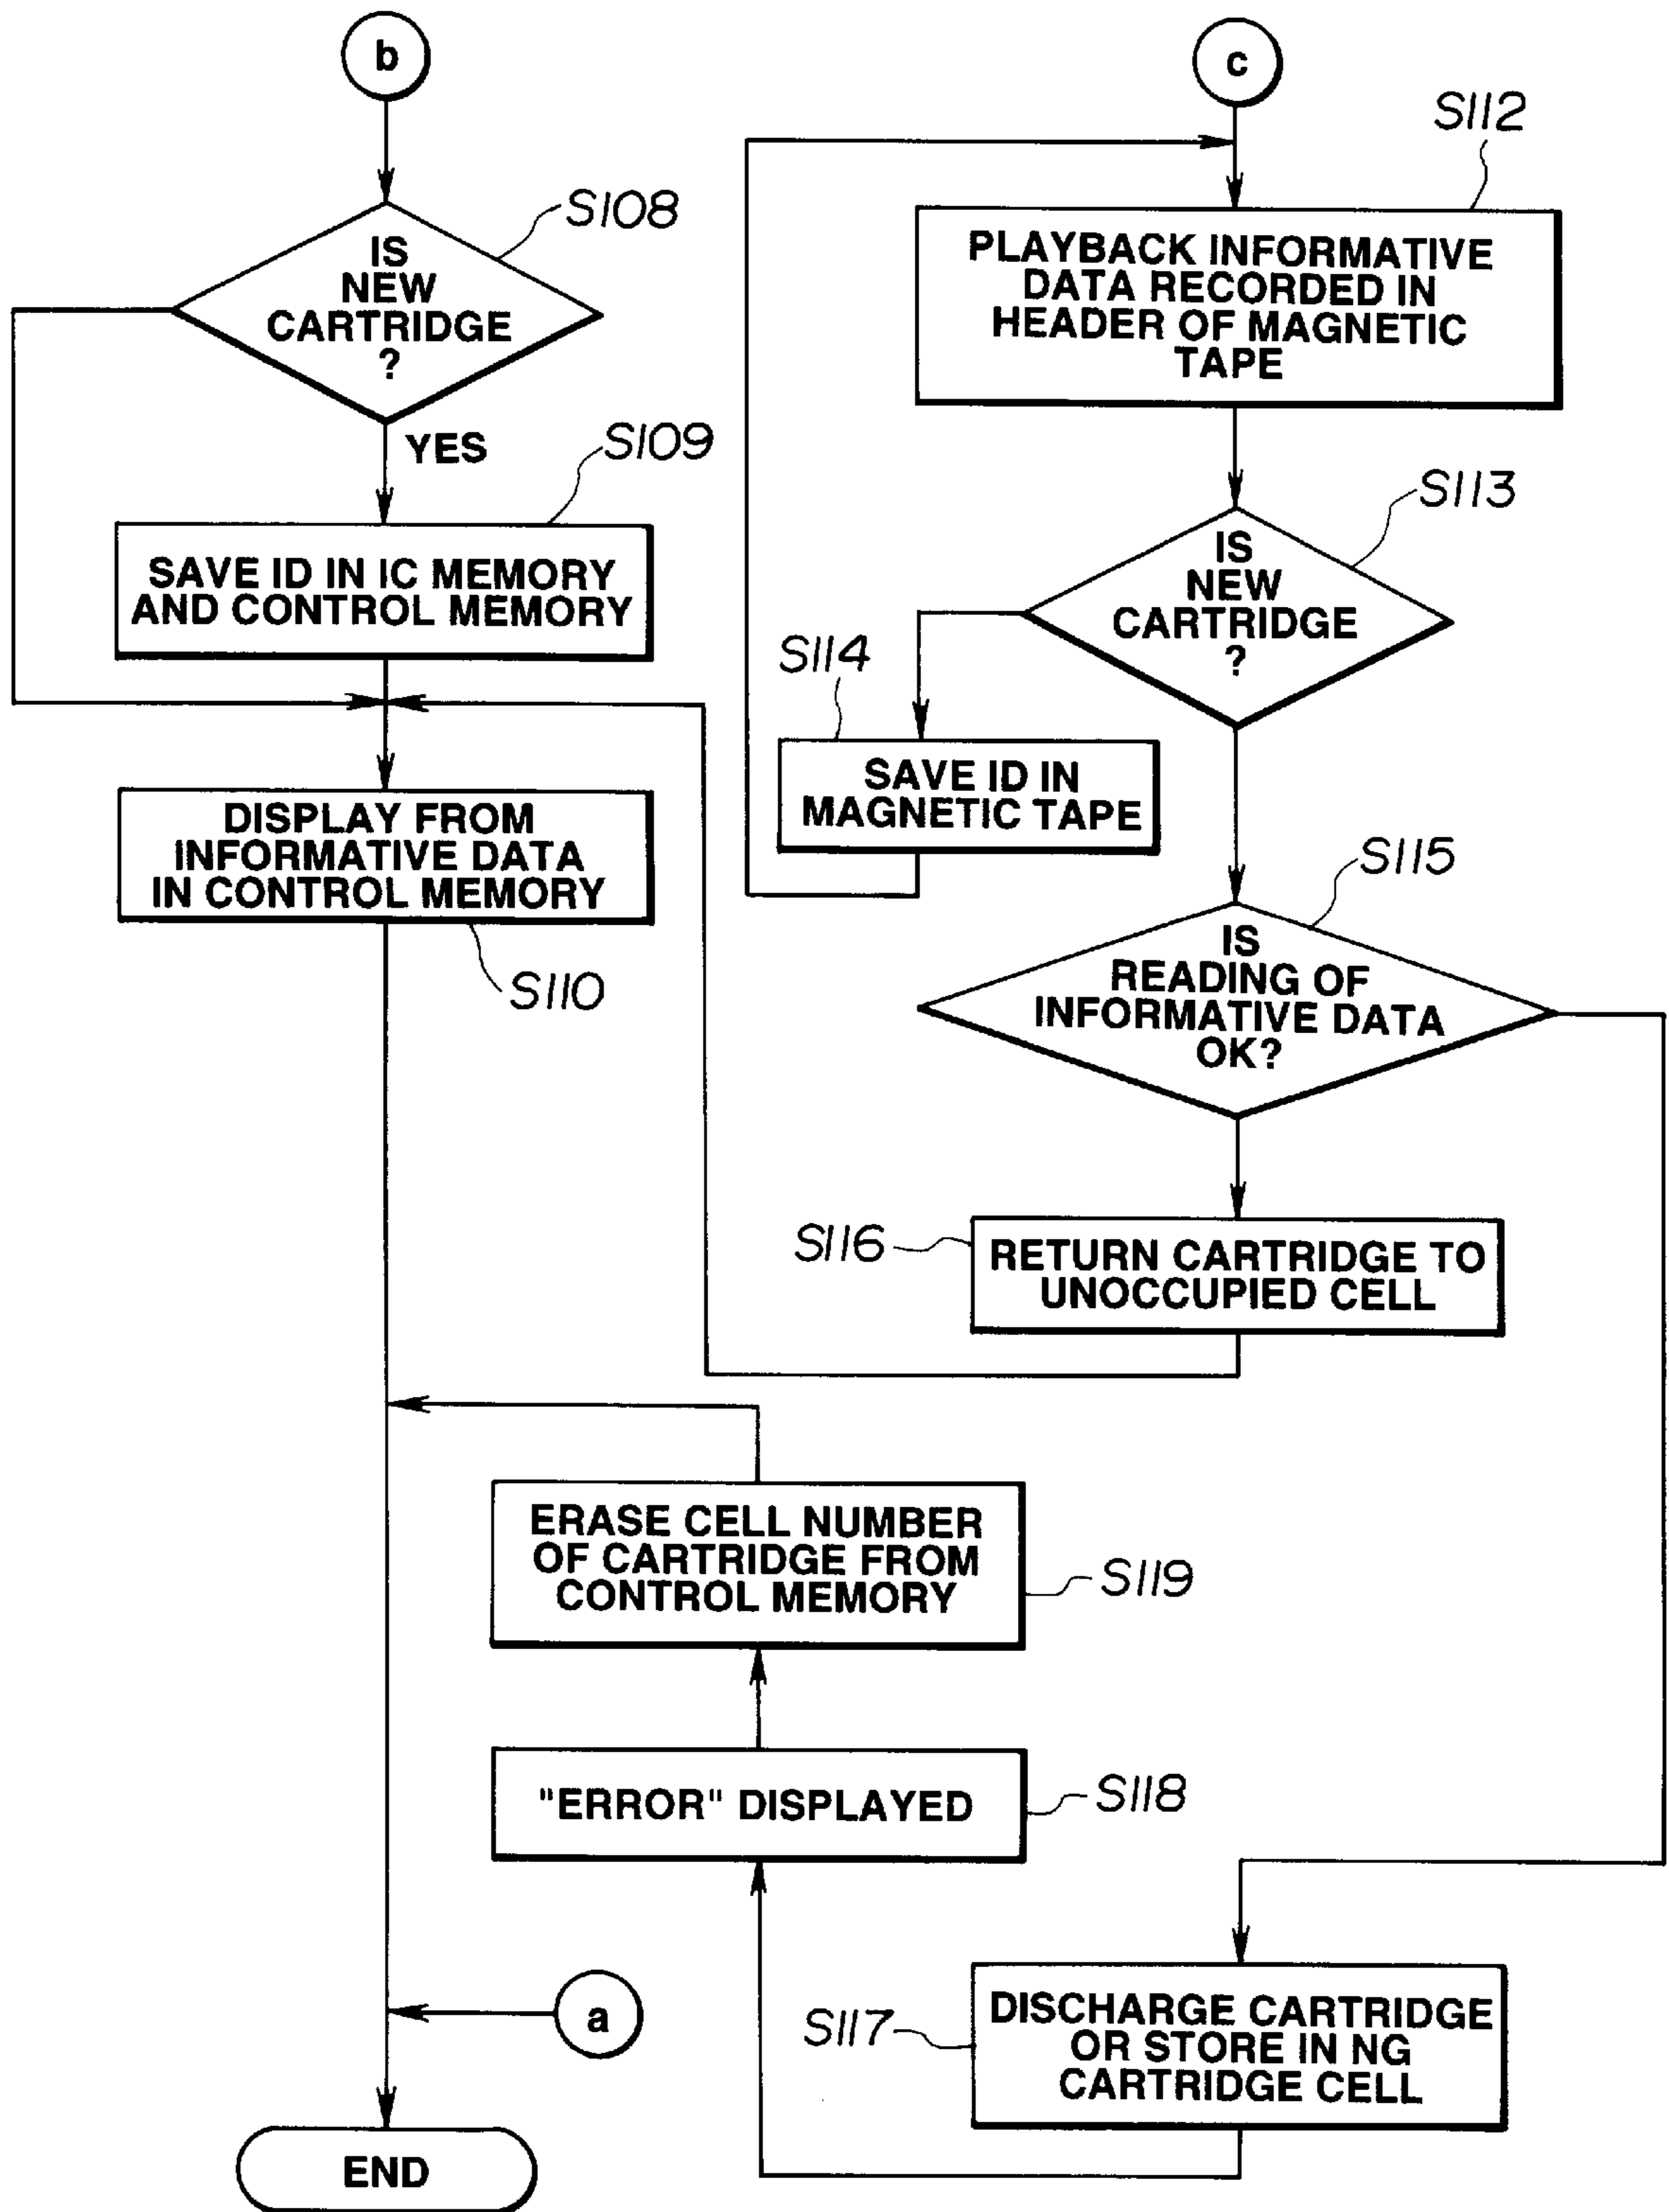 b
S108
IS
NEW
CARTRIDGE
?
YES
S109
SAVE ID IN IC MEMORY
AND CONTROL MEMORY
DISPLAY FROM
INFORMATIVE DATA
IN CONTROL MEMORY
S110
c
S112
PLAYBACK INFORMATIVE
DATA RECORDED IN
HEADER OF MAGNETIC
TAPE
S113
IS
NEW
CARTRIDGE
?
S114
SAVE ID IN
MAGNETIC TAPE
S115
IS
READING OF
INFORMATIVE DATA
OK?
S116
RETURN CARTRIDGE TO
UNOCCUPIED CELL
ERASE CELL NUMBER
OF CARTRIDGE FROM
CONTROL MEMORY
S119
"ERROR" DISPLAYED
S118
a
S117
DISCHARGE CARTRIDGE
OR STORE IN NG
CARTRIDGE CELL
END